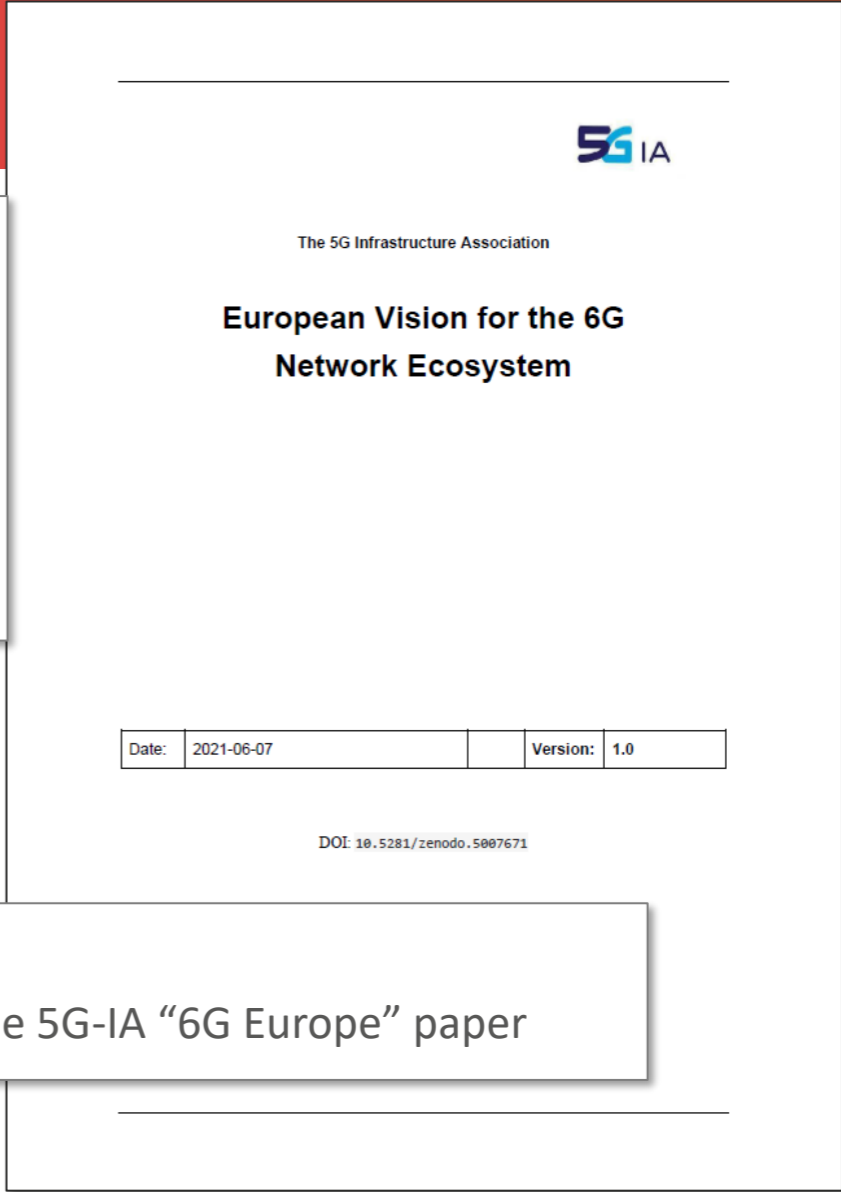 5G IA
The 5G Infrastructure Association
European Vision for the 6G
Network Ecosystem
Date: 2021-06-07 Version: 1.0
DOI: 10.5281/zenodo.5007671
e 5G-IA “6G Europe” paper